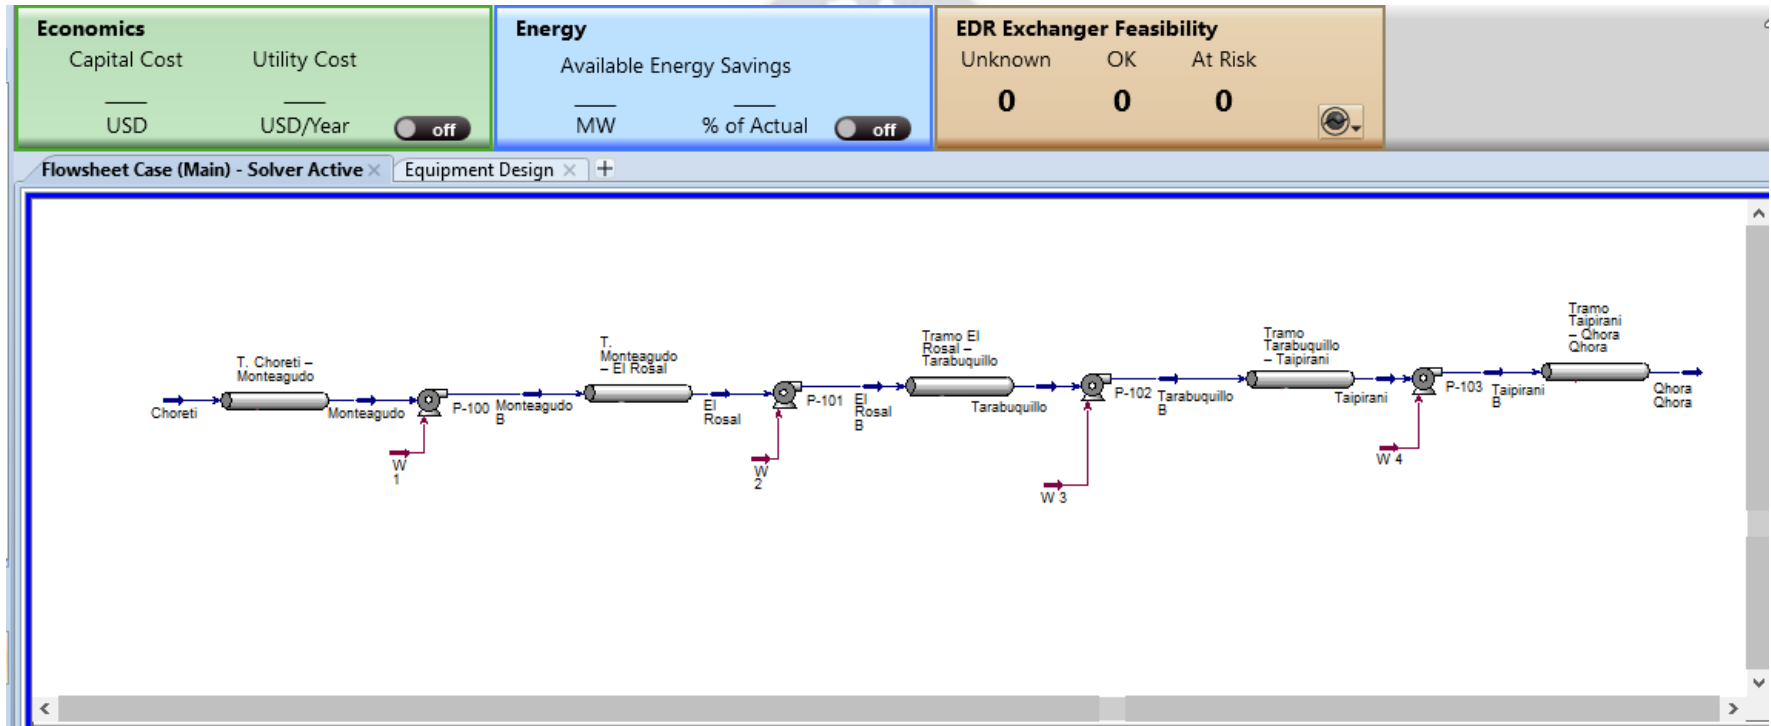 Economics
Capital Cost Utility Cost
USD USD/Year off
Energy
Available Energy Savings
MW % of Actual off
EDR Exchanger Feasibility
Unknown OK At Risk
0 0 0
Flowsheet Case (Main) - Solver Active Equipment Design
Choreti
T. Choreti –
Monteagudo
Monteagudo
P-100
W
1
Monteagudo
B
T.
Monteagudo
– El Rosal
El
Rosal
P-101
W
2
El
Rosal
B
Tramo El
Rosal –
Tarabuquillo
Tarabuquillo
P-102
W 3
Tarabuquillo
B
Tramo
Tarabuquillo
– Taipirani
Taipirani
P-103
W 4
Taipirani
B
Tramo
Taipirani
– Qhora
Qhora
Qhora
Qhora